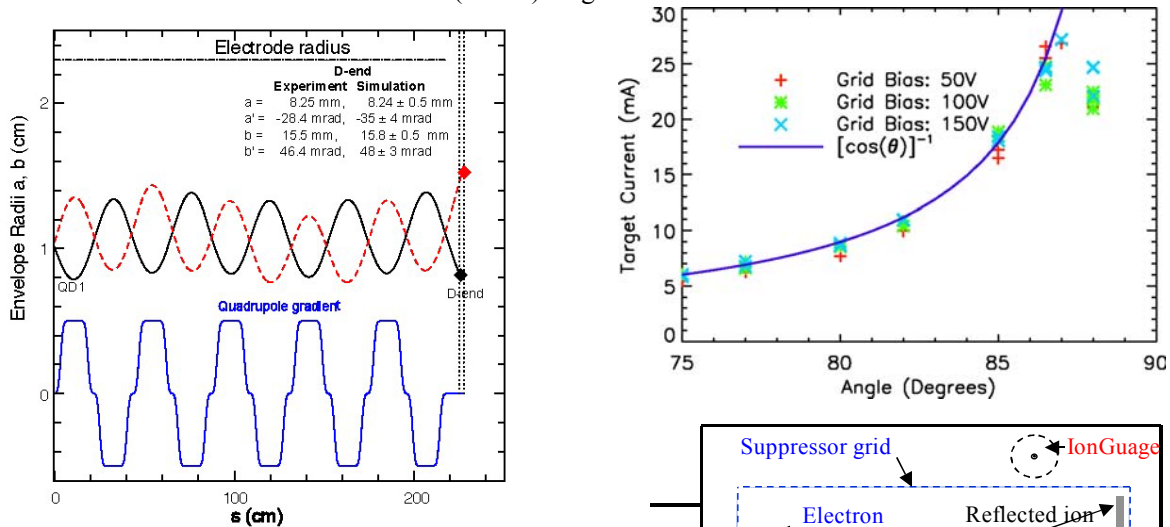 Electrode radius
D-end
Experiment Simulation
a = 8.25 mm, 8.24 ± 0.5 mm
a' = -28.4 mrad, -35 ± 4 mrad
b = 15.5 mm, 15.8 ± 0.5 mm
b' = 46.4 mrad, 48 ± 3 mrad
Envelope Radii a, b (cm)
2
1
0
QD1
D-end
Quadrupole gradient
0 100 200
s (cm)
30
25
20
15
10
5
0
Target Current (mA)
Grid Bias: 50V
Grid Bias: 100V
Grid Bias: 150V
[cos(θ)]⁻¹
75 80 85 90
Angle (Degrees)
Suppressor grid
IonGuage
Electron
Reflected ion